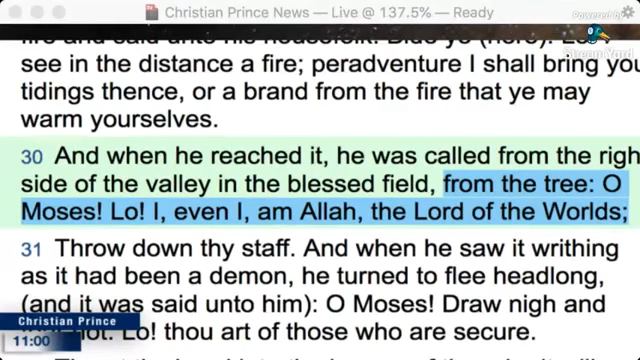 Christian Prince News — Live @ 137.5% — Ready
Powered by
see in the distance a fire; peradventure I shall bring you
tidings thence, or a brand from the fire that ye may
warm yourselves.
30 And when he reached it, he was called from the righ
side of the valley in the blessed field, from the tree: O
Moses! Lo! I, even I, am Allah, the Lord of the Worlds;
31 Throw down thy staff. And when he saw it writhing
as it had been a demon, he turned to flee headlong,
(and it was said unto him): O Moses! Draw nigh and
Christian Prince
11:00
Lo! thou art of those who are secure.